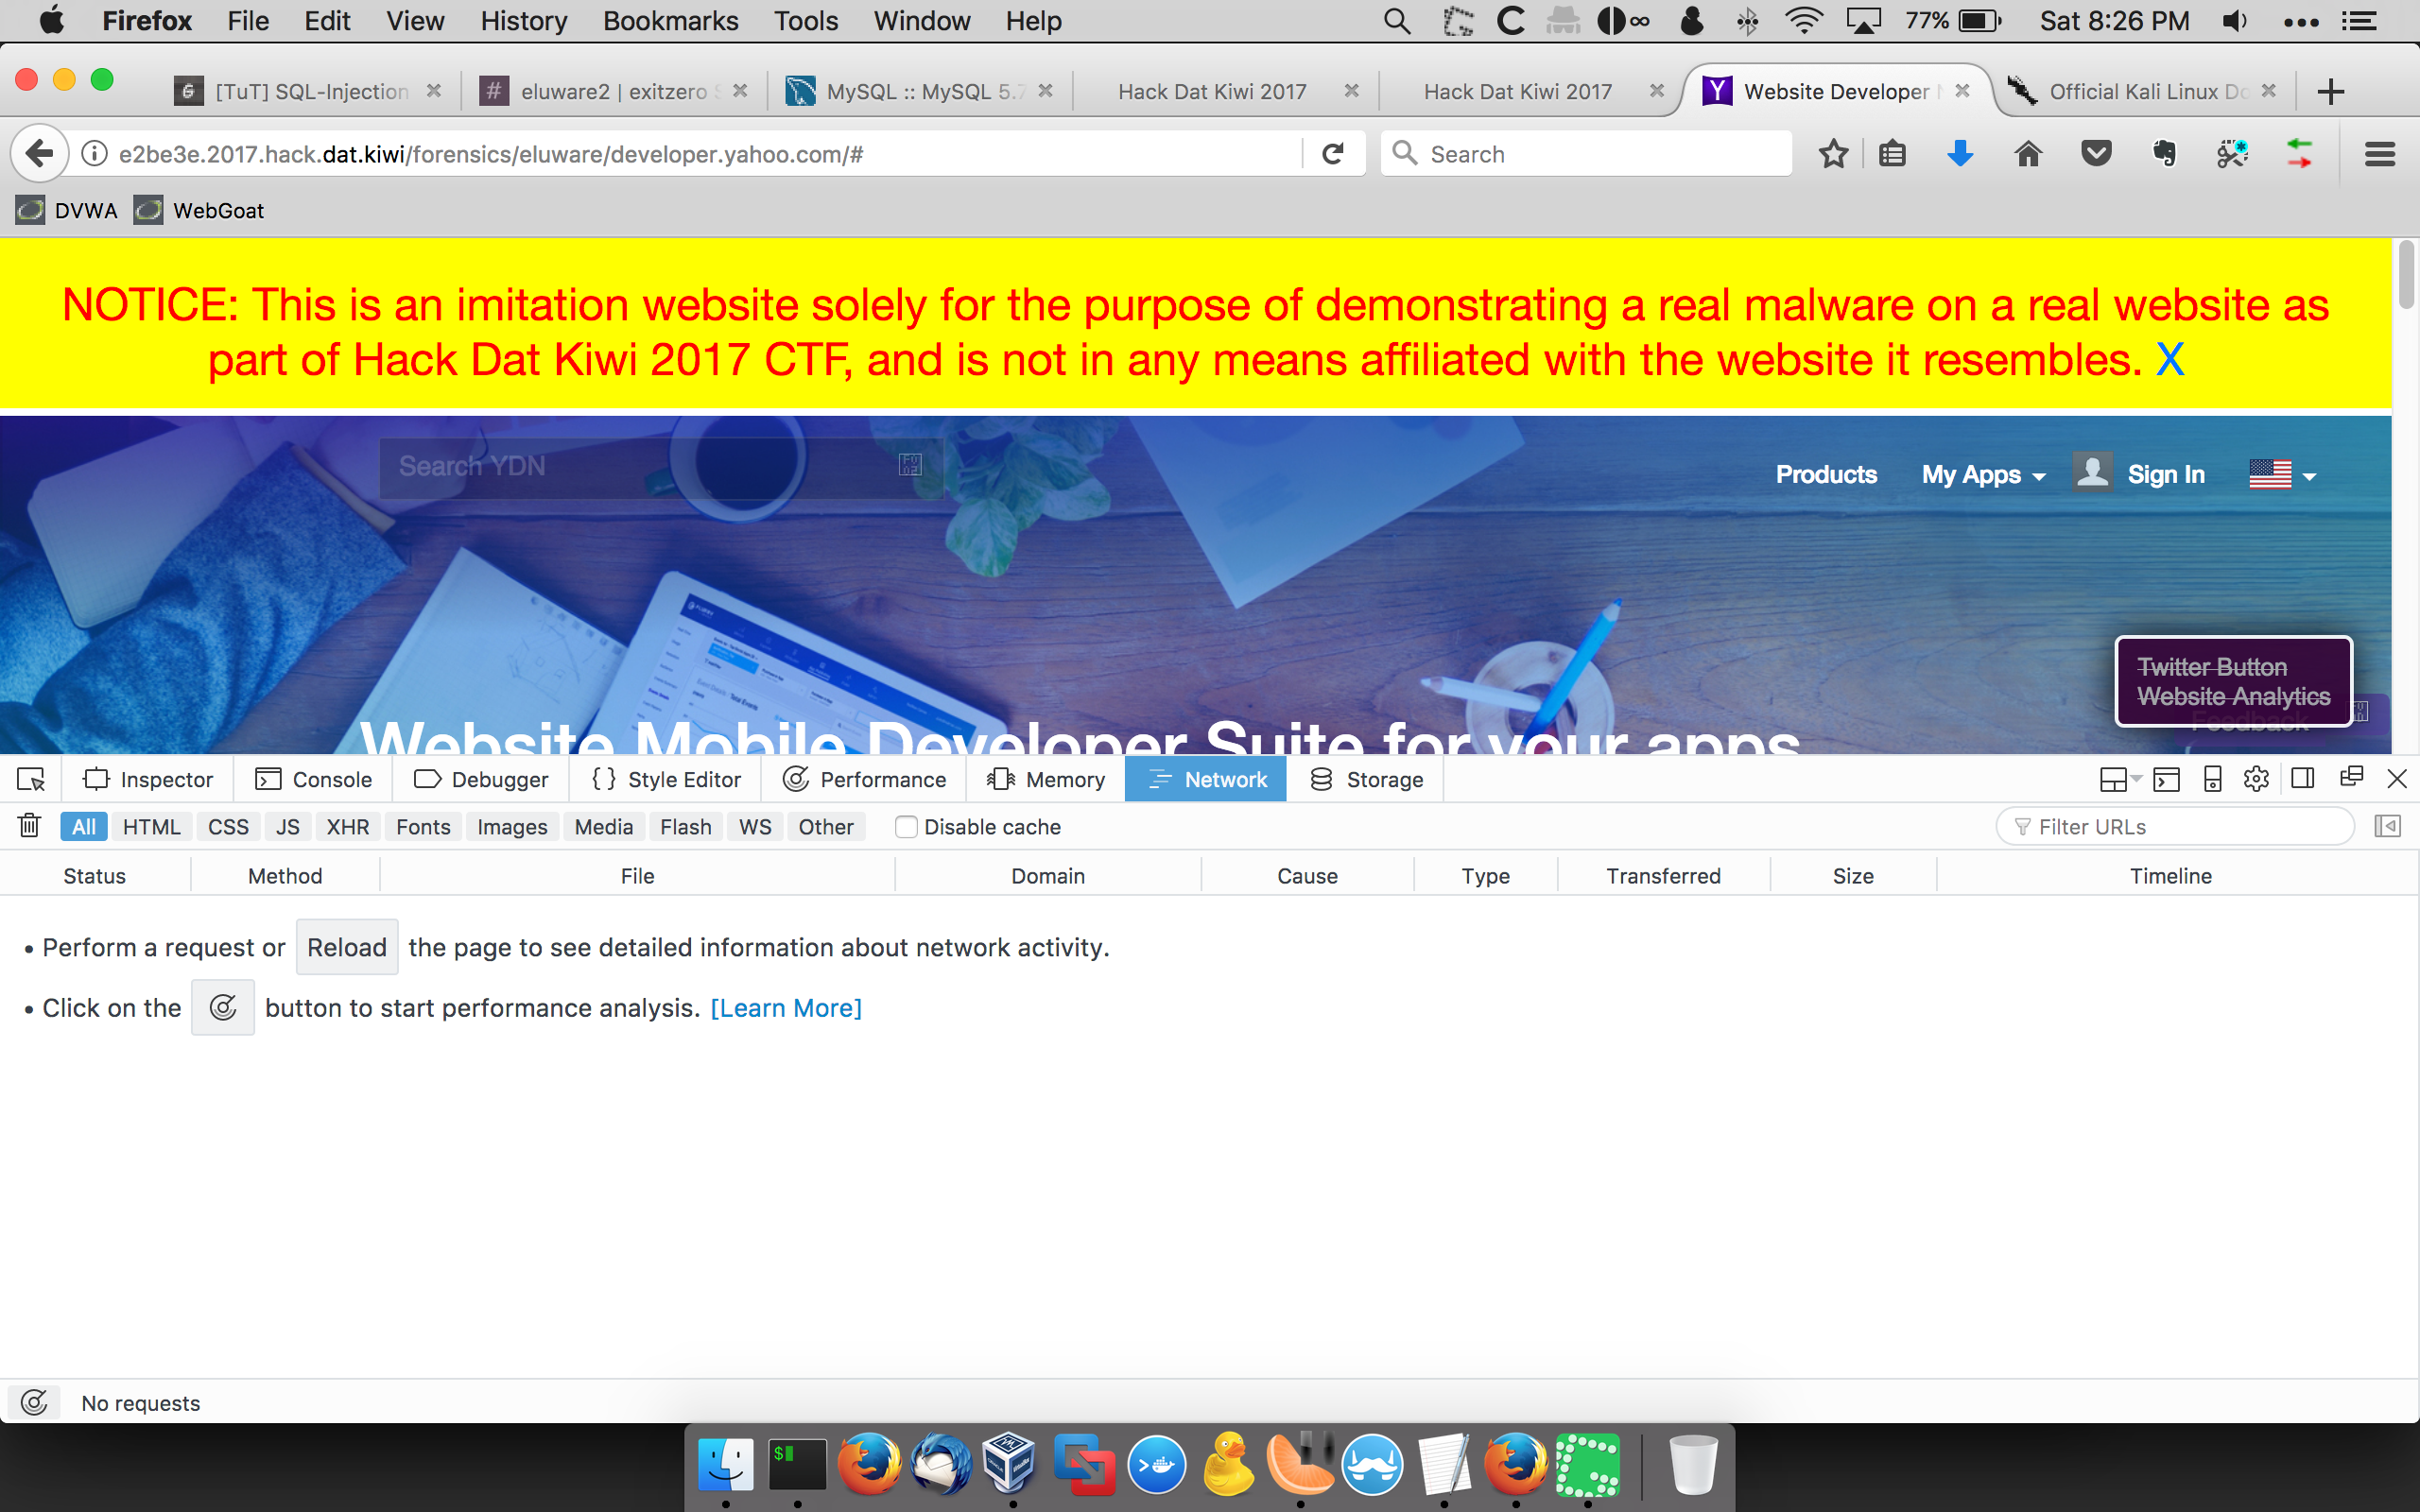 Firefox File Edit View History Bookmarks Tools Window Help 77% Sat 8:26 PM
[TuT] SQL-Injection eluware2 | exitzero MySQL :: MySQL 5.7 Hack Dat Kiwi 2017 Hack Dat Kiwi 2017 Website Developer Official Kali Linux Do
e2be3e.2017.hack.dat.kiwi/forensics/eluware/developer.yahoo.com/# Search
DVWA WebGoat
NOTICE: This is an imitation website solely for the purpose of demonstrating a real malware on a real website as
part of Hack Dat Kiwi 2017 CTF, and is not in any means affiliated with the website it resembles. X
Search YDN Products My Apps Sign In
Twitter Button
Website Analytics
Feedback
Website Mobile Developer Suite for your apps
Inspector Console Debugger { } Style Editor Performance Memory Network Storage
All HTML CSS JS XHR Fonts Images Media Flash WS Other Disable cache Filter URLs
Status Method File Domain Cause Type Transferred Size Timeline
• Perform a request or Reload the page to see detailed information about network activity.
• Click on the button to start performance analysis. [Learn More]
No requests